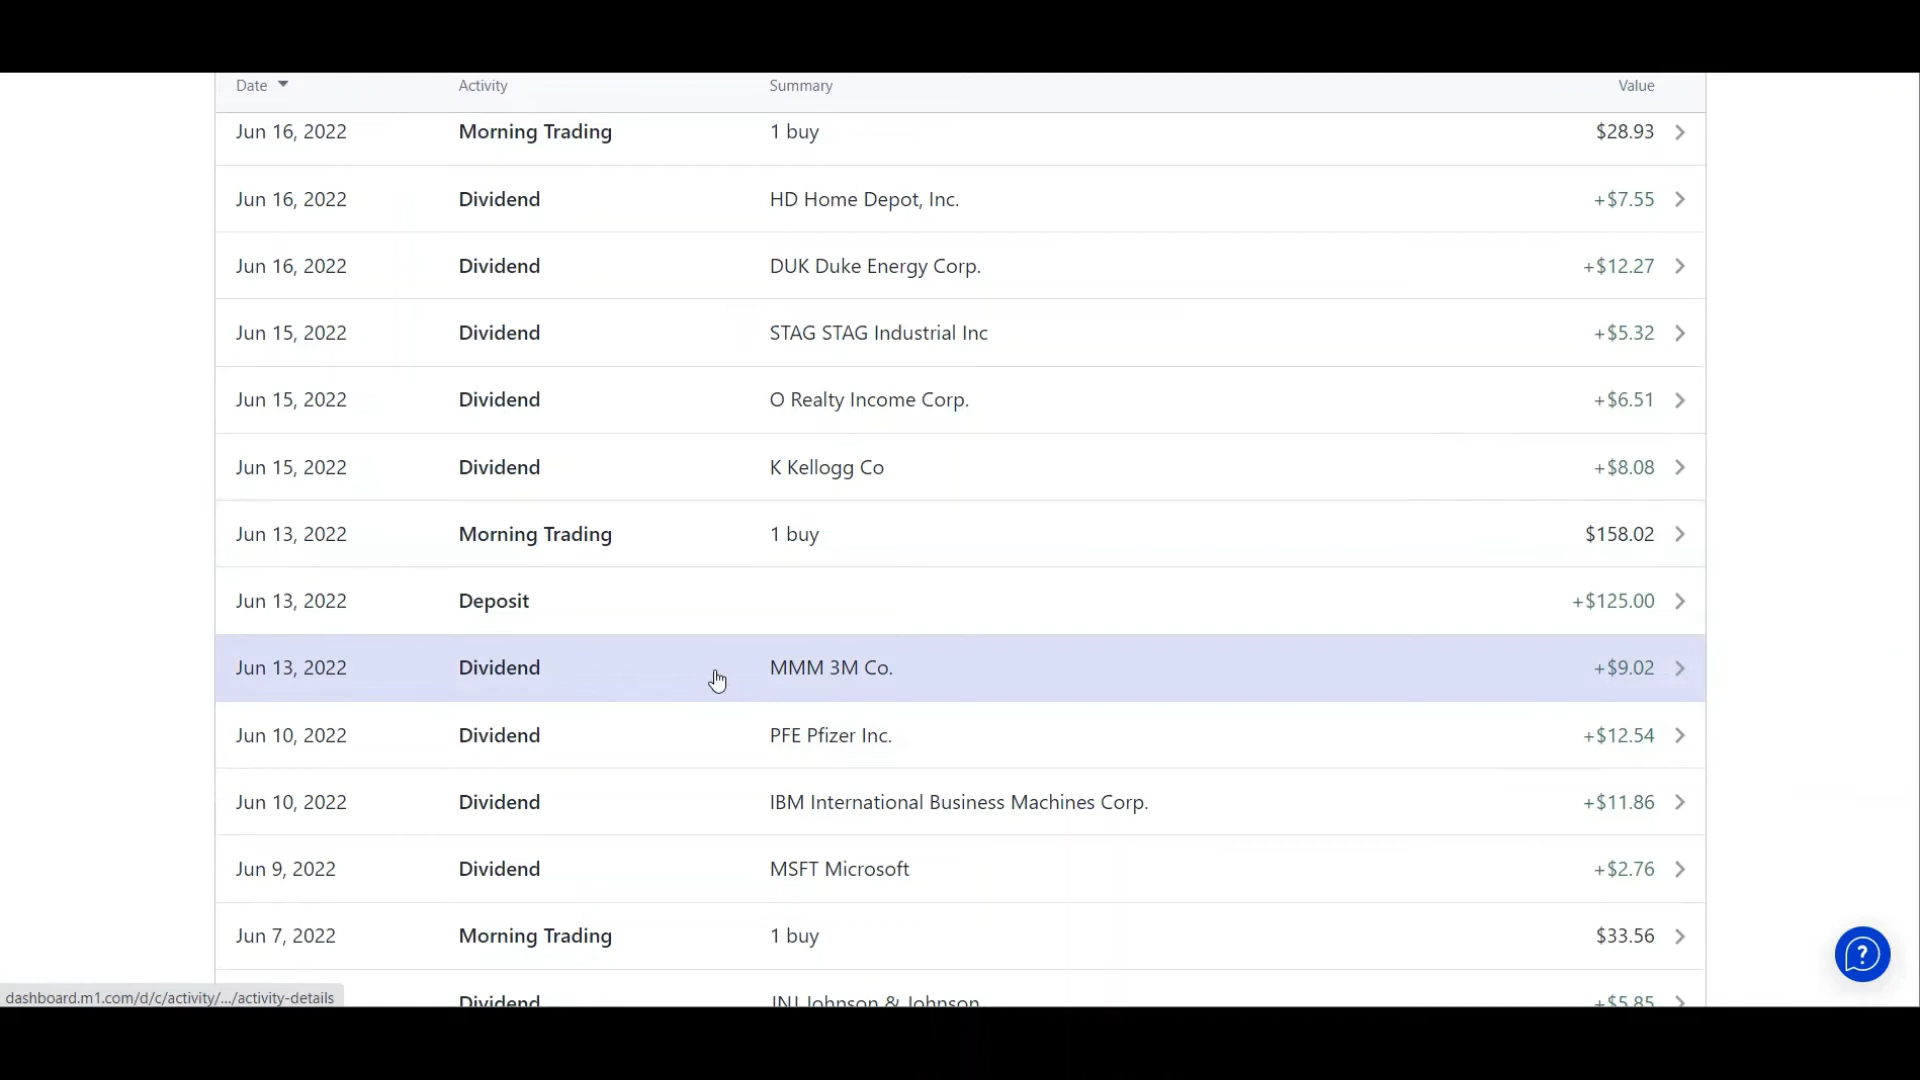 Date Activity Summary Value
Jun 16, 2022 Morning Trading 1 buy $28.93
Jun 16, 2022 Dividend HD Home Depot, Inc. +$7.55
Jun 16, 2022 Dividend DUK Duke Energy Corp. +$12.27
Jun 15, 2022 Dividend STAG STAG Industrial Inc +$5.32
Jun 15, 2022 Dividend O Realty Income Corp. +$6.51
Jun 15, 2022 Dividend K Kellogg Co +$8.08
Jun 13, 2022 Morning Trading 1 buy $158.02
Jun 13, 2022 Deposit +$125.00
Jun 13, 2022 Dividend MMM 3M Co. +$9.02
Jun 10, 2022 Dividend PFE Pfizer Inc. +$12.54
Jun 10, 2022 Dividend IBM International Business Machines Corp. +$11.86
Jun 9, 2022 Dividend MSFT Microsoft +$2.76
Jun 7, 2022 Morning Trading 1 buy $33.56
Dividend JNJ Johnson & Johnson +$5.85
dashboard.m1.com/d/c/activity/.../activity-details